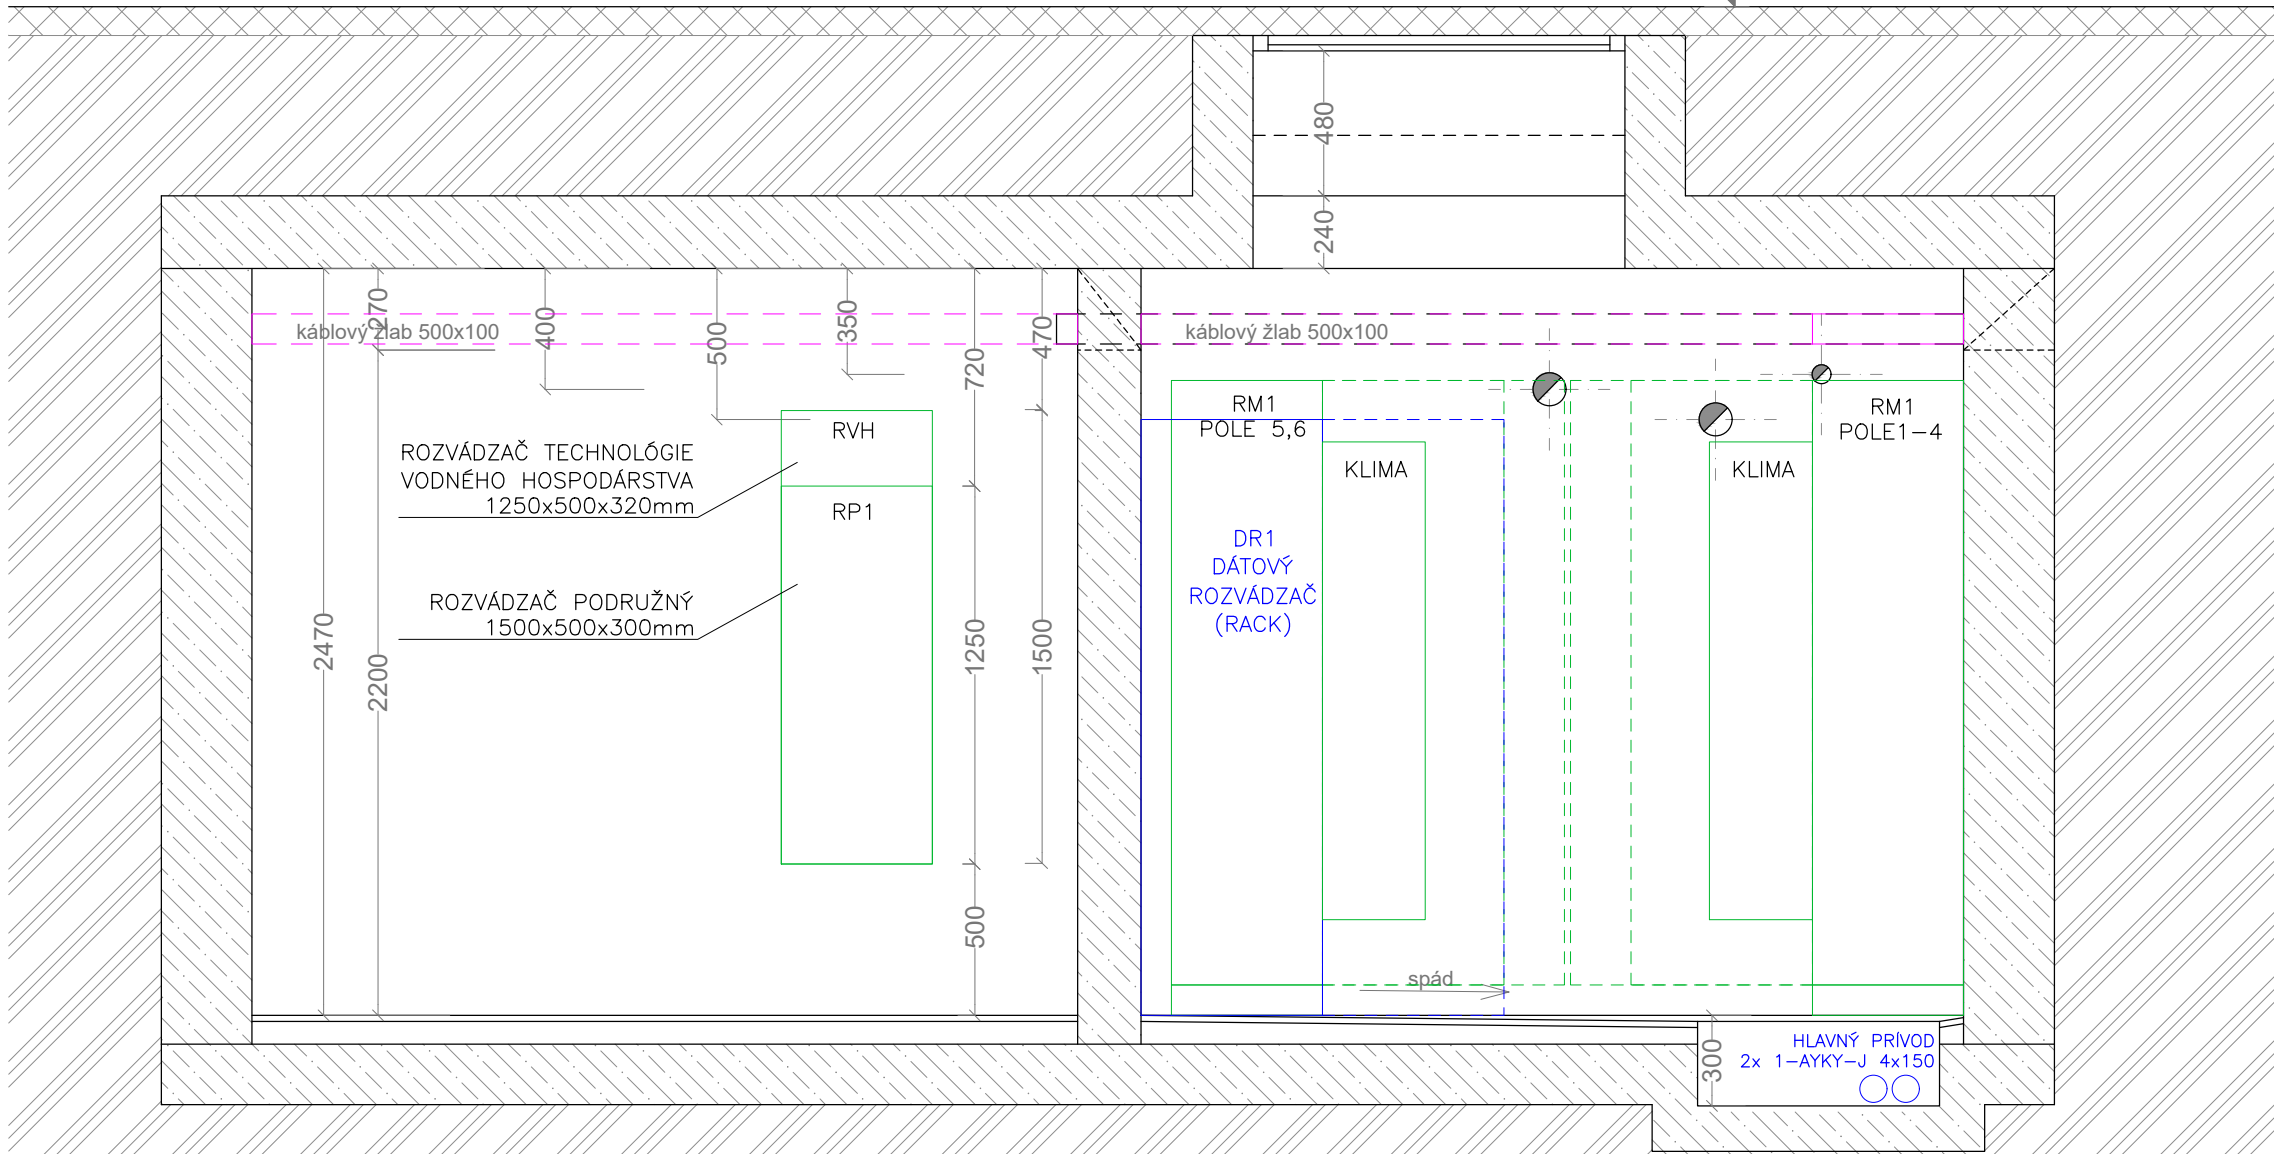 480
240
270
káblový žlab 500x100
400
500
350
720
470
káblový žlab 500x100
RVH
RM1
POLE 5,6
RM1
POLE1-4
ROZVÁDZAČ TECHNOLÓGIE
VODNÉHO HOSPODÁRSTVA
1250x500x320mm
KLIMA
KLIMA
RP1
DR1
DÁTOVÝ
ROZVÁDZAČ
(RACK)
ROZVÁDZAČ PODRUŽNÝ
1500x500x300mm
2470
2200
1250
1500
500
spád
300
HLAVNÝ PRÍVOD
2x 1-AYKY-J 4x150